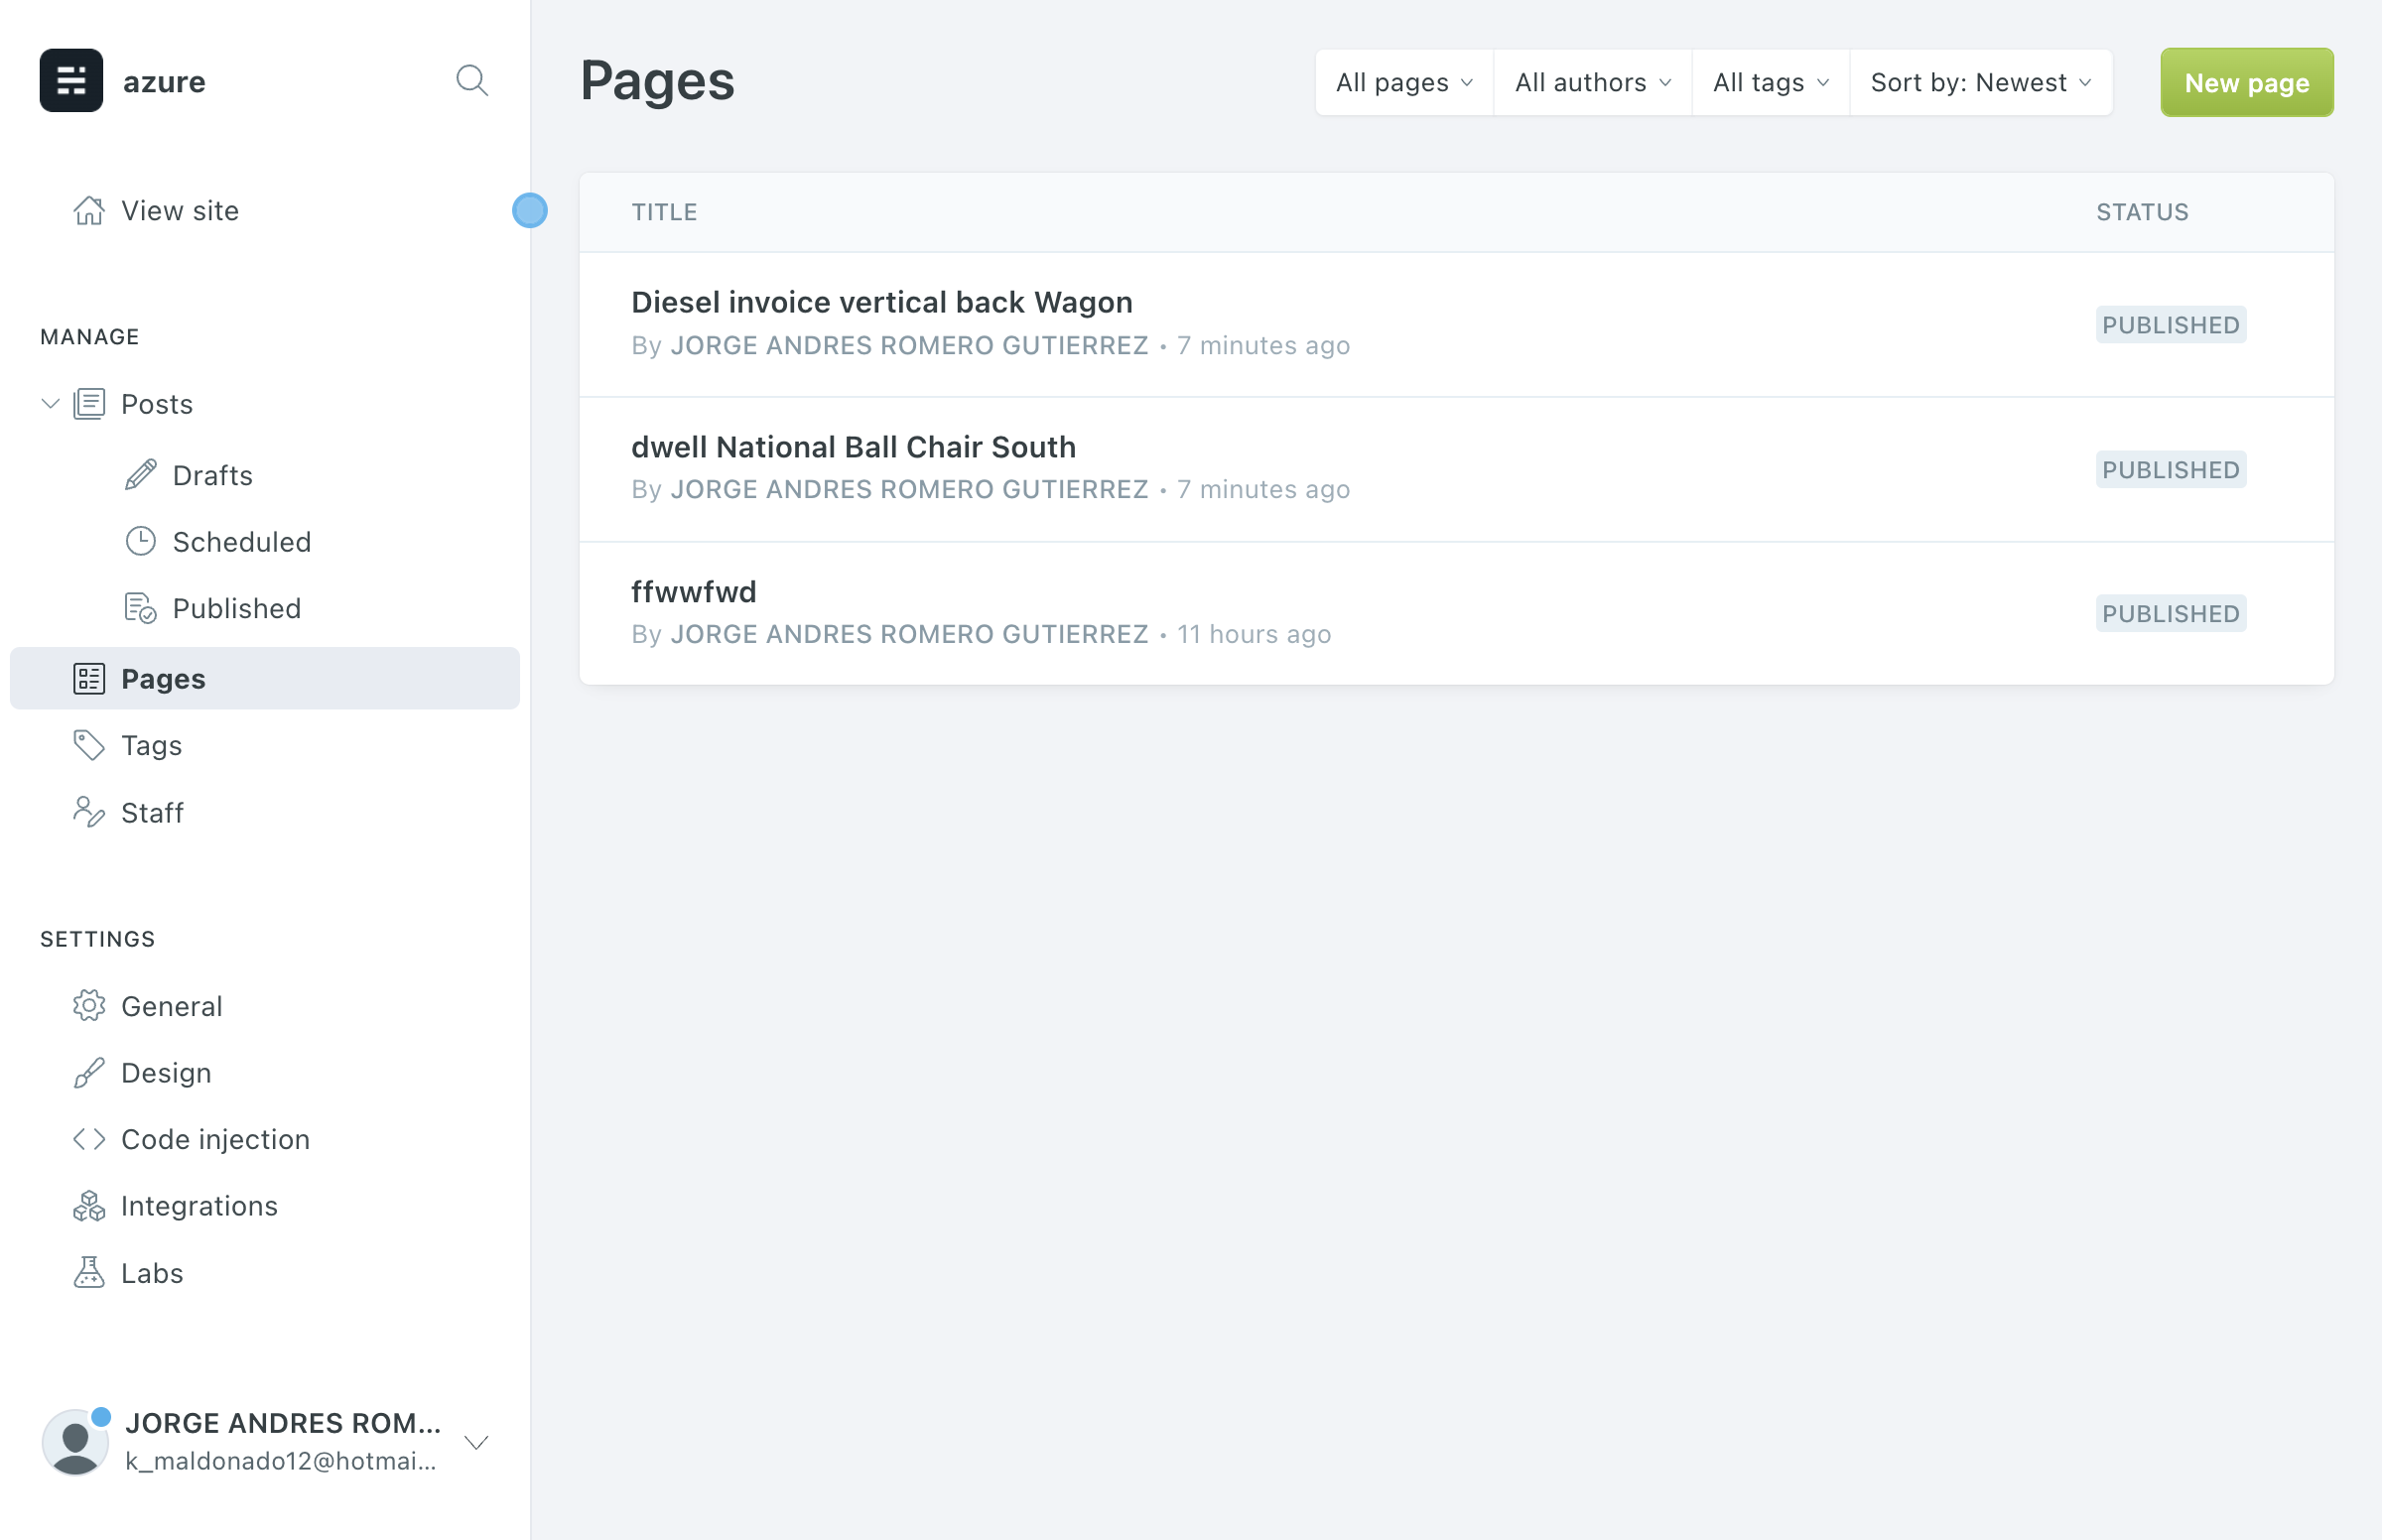 azure
View site
MANAGE
Posts
Drafts
Scheduled
Published
Pages
Tags
Staff
SETTINGS
General
Design
Code injection
Integrations
Labs
JORGE ANDRES ROM...
k_maldonado12@hotmai...
Pages
All pages
All authors
All tags
Sort by: Newest
New page
TITLE
STATUS
Diesel invoice vertical back Wagon
By JORGE ANDRES ROMERO GUTIERREZ • 7 minutes ago
PUBLISHED
dwell National Ball Chair South
By JORGE ANDRES ROMERO GUTIERREZ • 7 minutes ago
PUBLISHED
ffwwfwd
By JORGE ANDRES ROMERO GUTIERREZ • 11 hours ago
PUBLISHED